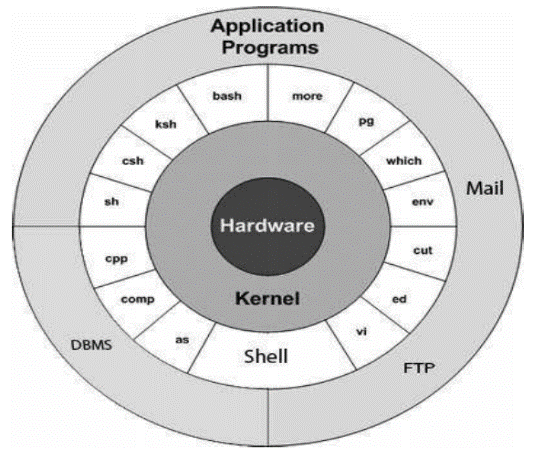 Application
Programs
bash
more
ksh
pg
csh
which
sh
env
Mail
Hardware
cpp
cut
comp
Kernel
ed
as
vi
DBMS
Shell
FTP